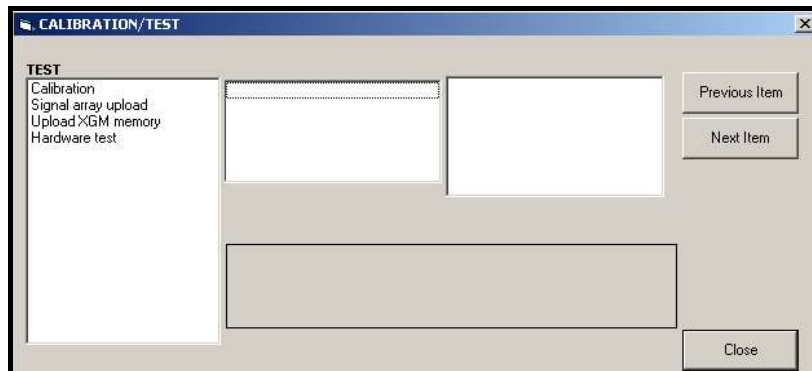 CALIBRATION/TEST
TEST
Calibration
Signal array upload
Upload XGM memory
Hardware test
Previous Item
Next Item
Close